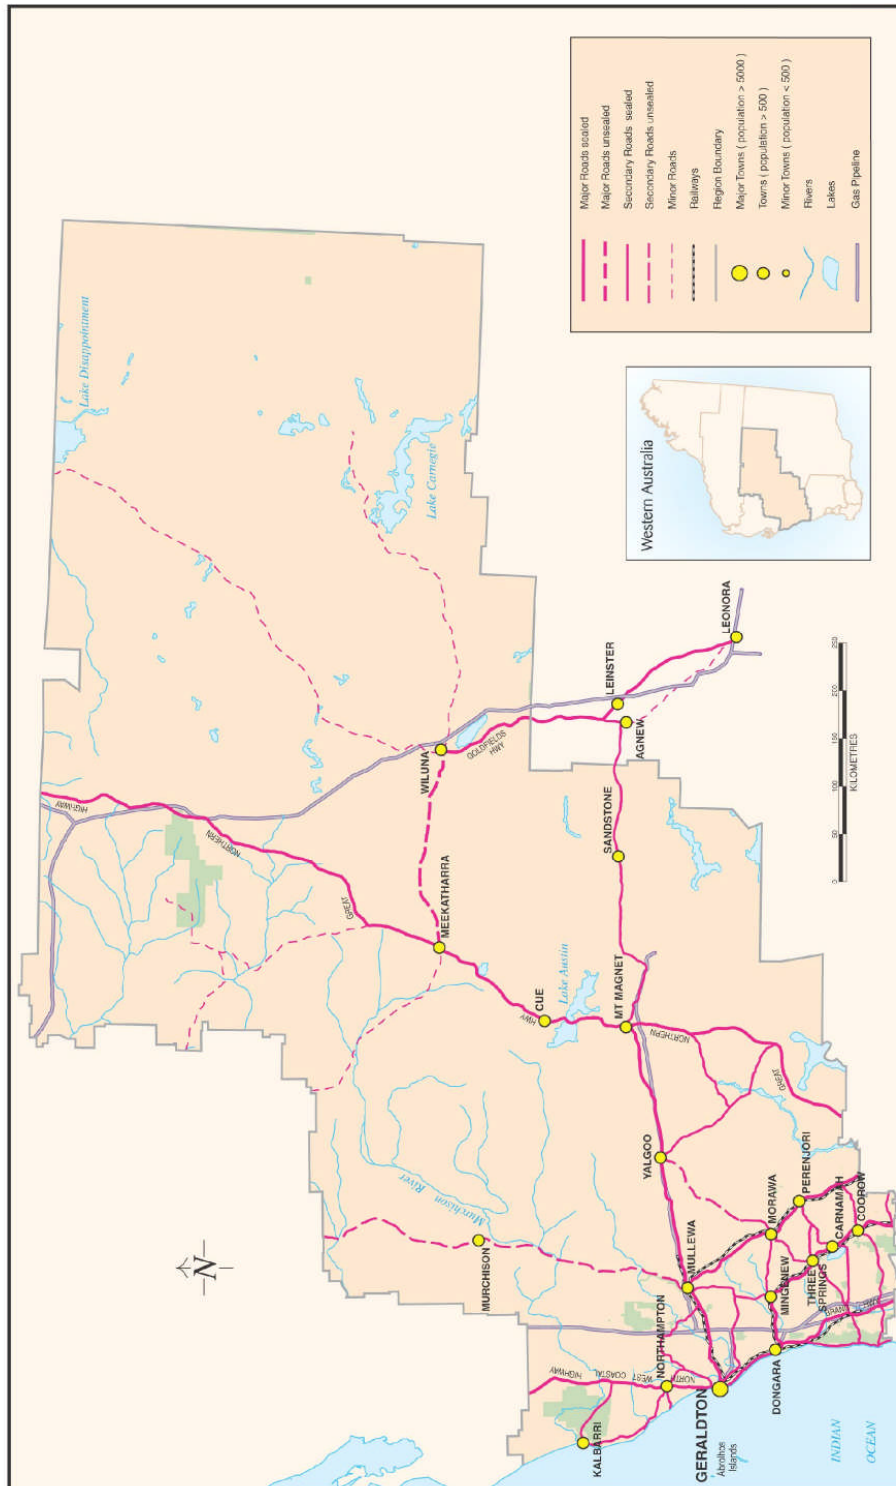 Lake Disappointment
Lake Carnegie
HIGHWAY
NORTHERN
GREAT
WILUNA
GOLDFIELDS
HWY
MEEKATHARRA
LEINSTER
LEONORA
AGNEW
SANDSTONE
CUE
HWY
Lake Austin
MT MAGNET
NORTHERN
GREAT
YALGOO
Murchison
River
MURCHISON
MULLEWA
MORAWA
PERENJORI
CARNAMAH
COOROW
MINGENEW
THREE
SPRINGS
BRAND
N
NORTHAMPTON
HIGHWAY
COASTAL
WEST
NORTH
KALBARRI
GERALDTON
Abrolhos
Islands
DONGARA
INDIAN
OCEAN
0
50
100
150
200
250
KILOMETRES
Western Australia
Major Roads sealed
Major Roads unsealed
Secondary Roads sealed
Secondary Roads unsealed
Minor Roads
Railways
Region Boundary
Major Towns ( population > 5000 )
Towns ( population > 500 )
Minor Towns ( population < 500 )
Rivers
Lakes
Gas Pipeline